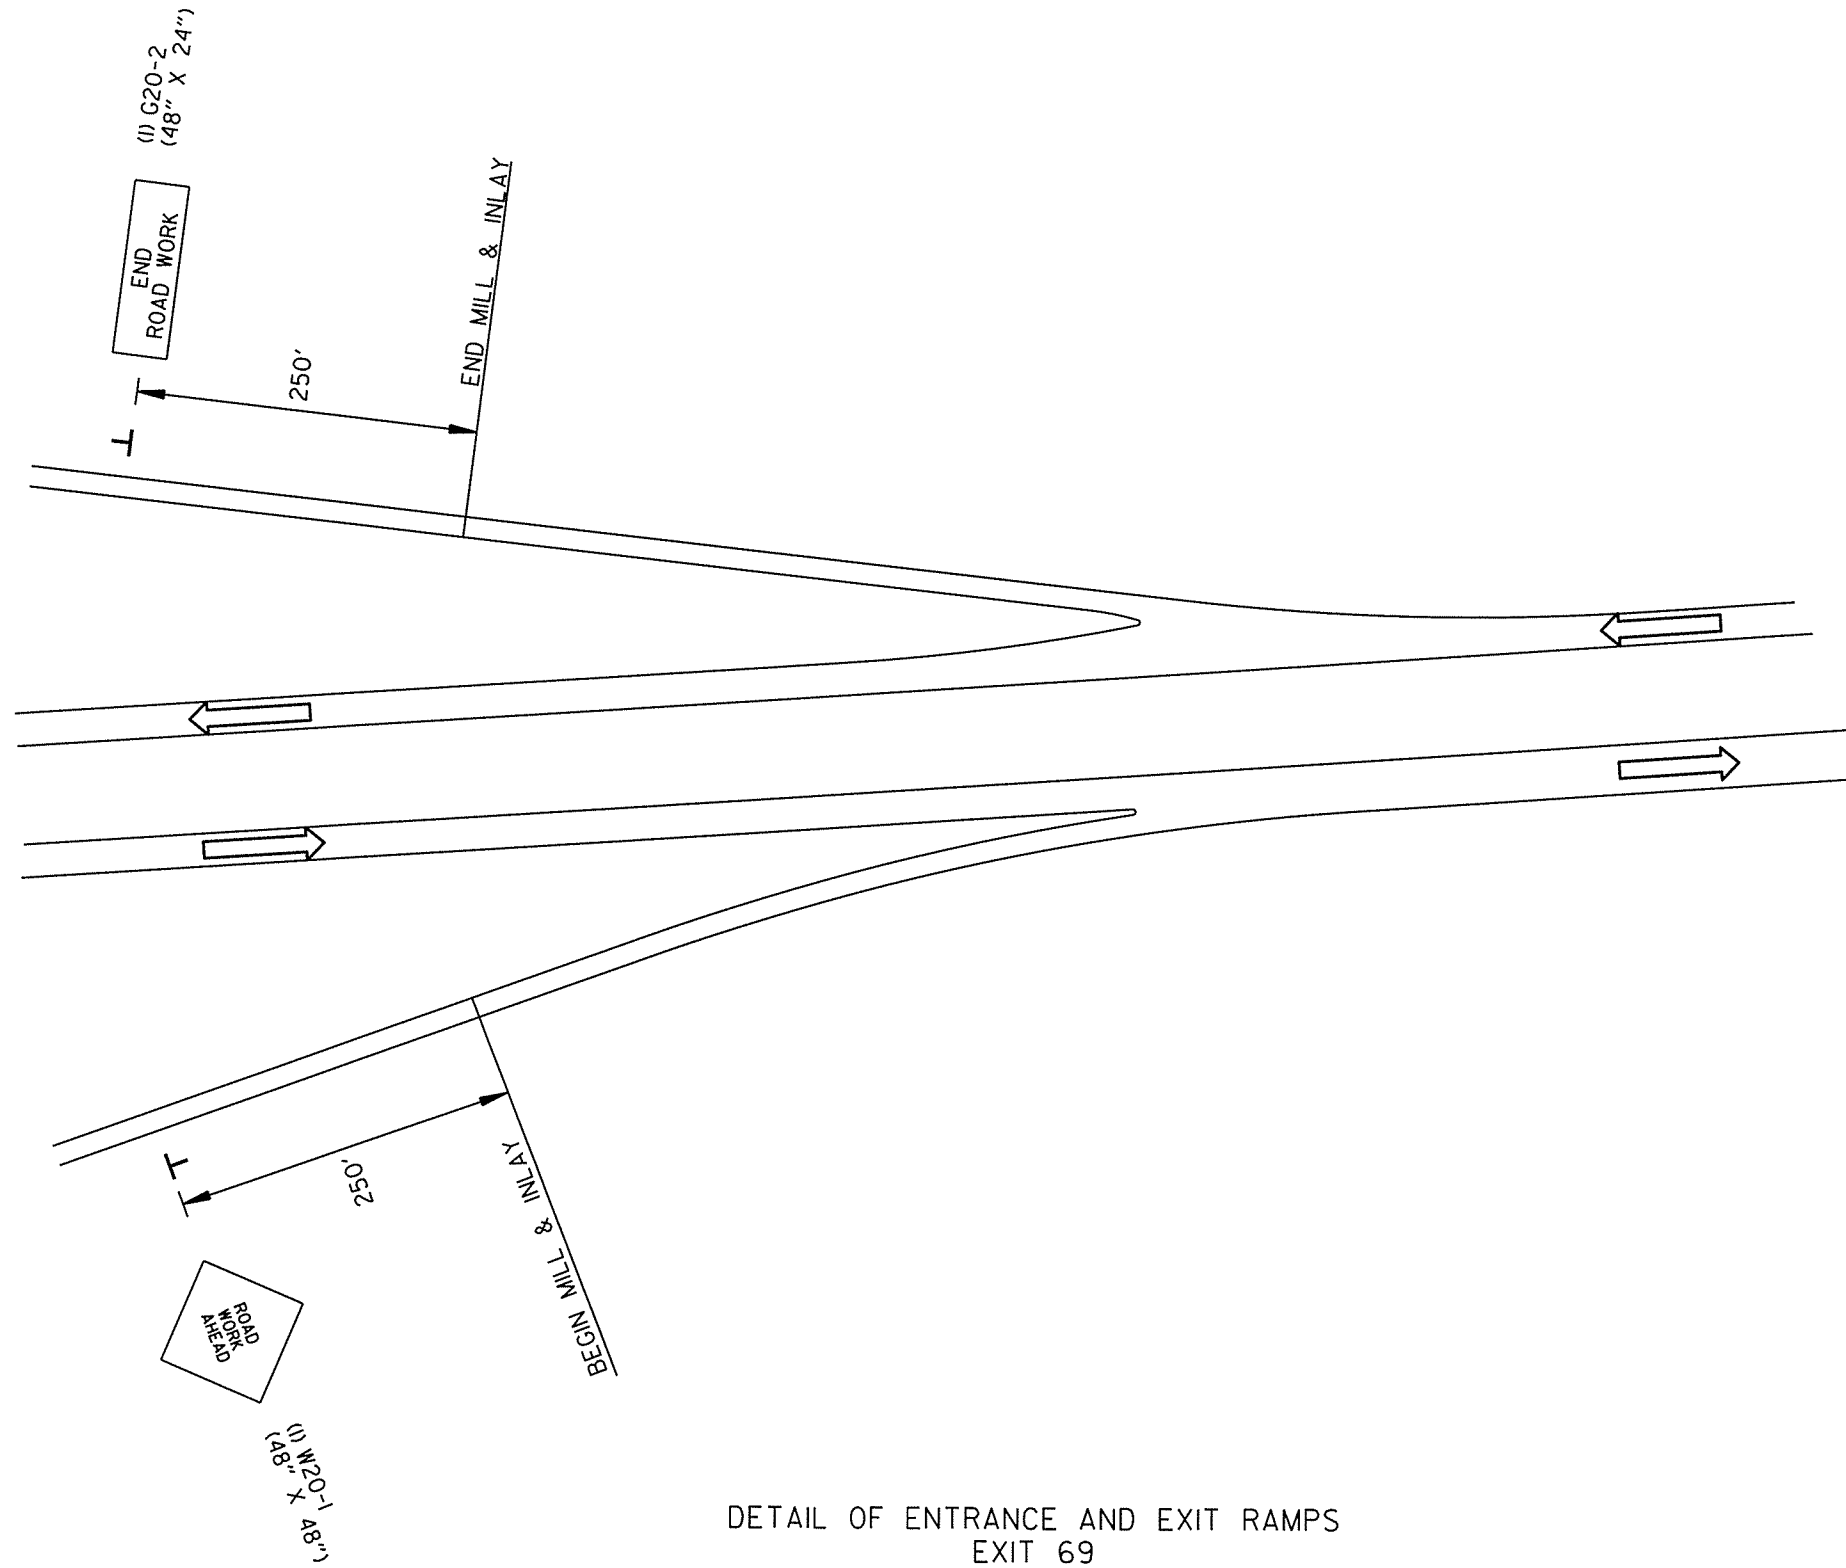 (1) G20-2
(48" X 24")
END
ROAD WORK
250'
END MILL & INLAY
250'
BEGIN MILL & INLAY
ROAD
WORK
AHEAD
(1) W20-1
(48" X 48")
DETAIL OF ENTRANCE AND EXIT RAMPS
EXIT 69